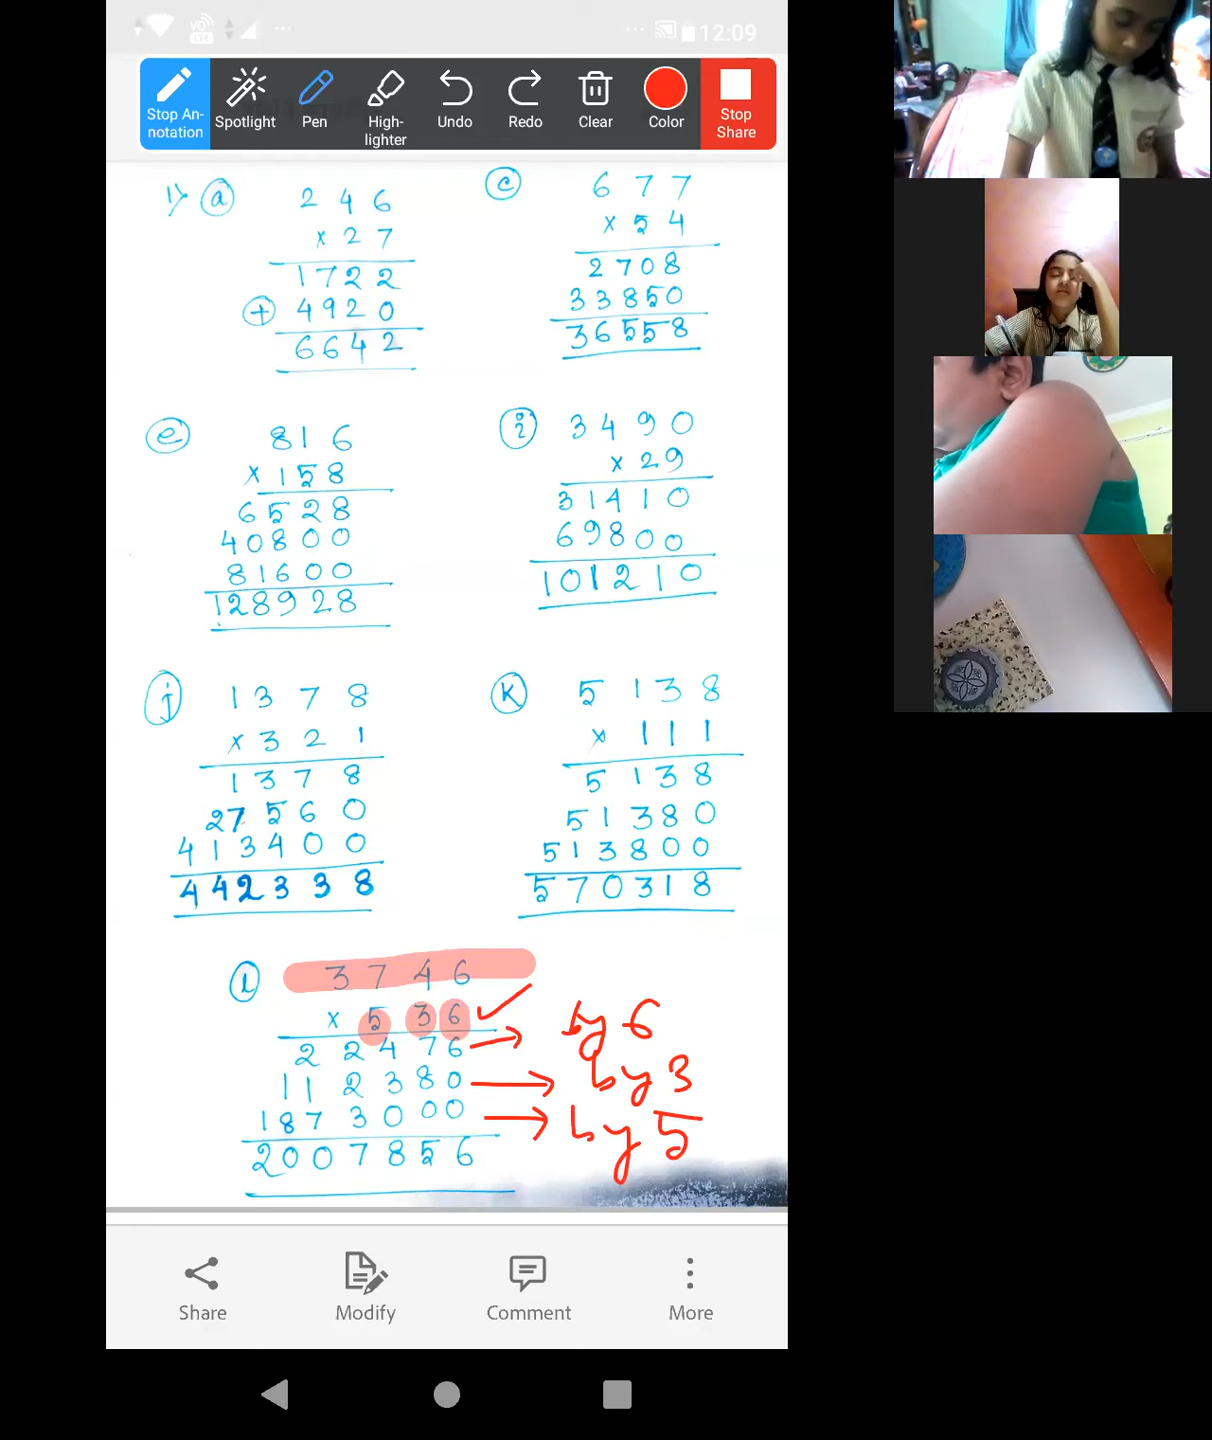 VO
LTE
12:09
Stop An-
notation
Spotlight
Pen
High-
lighter
Undo
Redo
Clear
Color
Stop
Share
1) a
2 4 6
x 2 7
1 7 2 2
+ 4 9 2 0
6 6 4 2
c
6 7 7
x 5 4
2 7 0 8
3 3 8 5 0
3 6 5 5 8
e
8 1 6
x 1 5 8
6 5 2 8
4 0 8 0 0
8 1 6 0 0
1 2 8 9 2 8
i
3 4 9 0
x 2 9
3 1 4 1 0
6 9 8 0 0
1 0 1 2 1 0
j
1 3 7 8
x 3 2 1
1 3 7 8
2 7 5 6 0
4 1 3 4 0 0
4 4 2 3 3 8
k
5 1 3 8
x 1 1 1
5 1 3 8
5 1 3 8 0
5 1 3 8 0 0
5 7 0 3 1 8
l
3 7 4 6
x 5 3 6
2 2 4 7 6 → by 6
1 1 2 3 8 0 → by 3
1 8 7 3 0 0 0 → by 5
2 0 0 7 8 5 6
Share
Modify
Comment
More